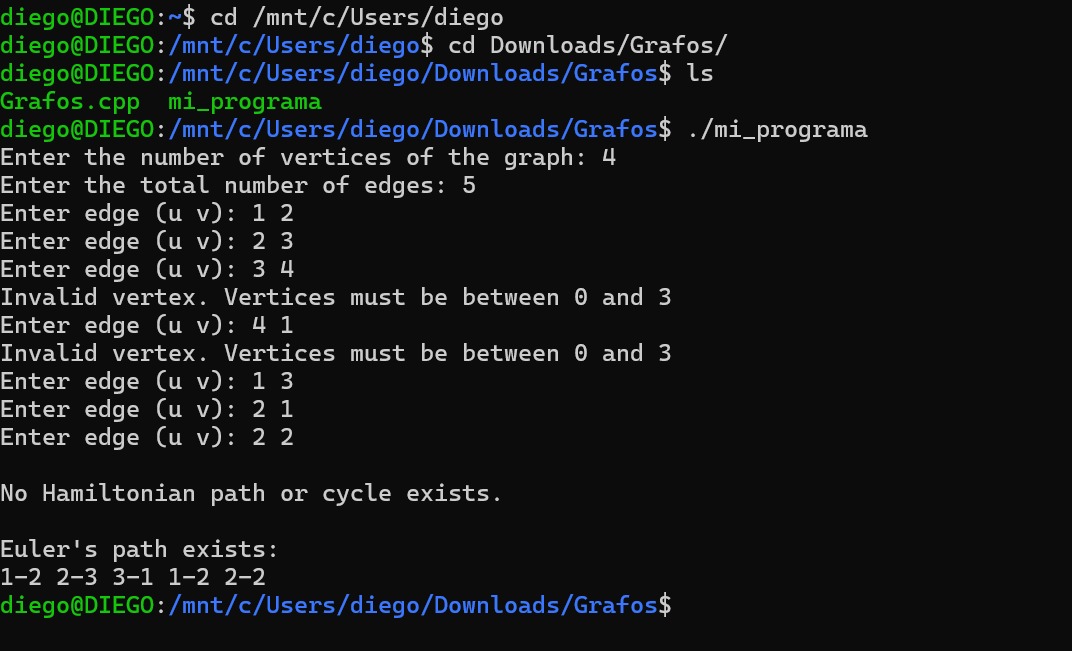 diego@DIEGO:~$ cd /mnt/c/Users/diego
diego@DIEGO:/mnt/c/Users/diego$ cd Downloads/Grafos/
diego@DIEGO:/mnt/c/Users/diego/Downloads/Grafos$ ls
Grafos.cpp  mi_programa
diego@DIEGO:/mnt/c/Users/diego/Downloads/Grafos$ ./mi_programa
Enter the number of vertices of the graph: 4
Enter the total number of edges: 5
Enter edge (u v): 1 2
Enter edge (u v): 2 3
Enter edge (u v): 3 4
Invalid vertex. Vertices must be between 0 and 3
Enter edge (u v): 4 1
Invalid vertex. Vertices must be between 0 and 3
Enter edge (u v): 1 3
Enter edge (u v): 2 1
Enter edge (u v): 2 2
No Hamiltonian path or cycle exists.
Euler's path exists:
1-2 2-3 3-1 1-2 2-2
diego@DIEGO:/mnt/c/Users/diego/Downloads/Grafos$